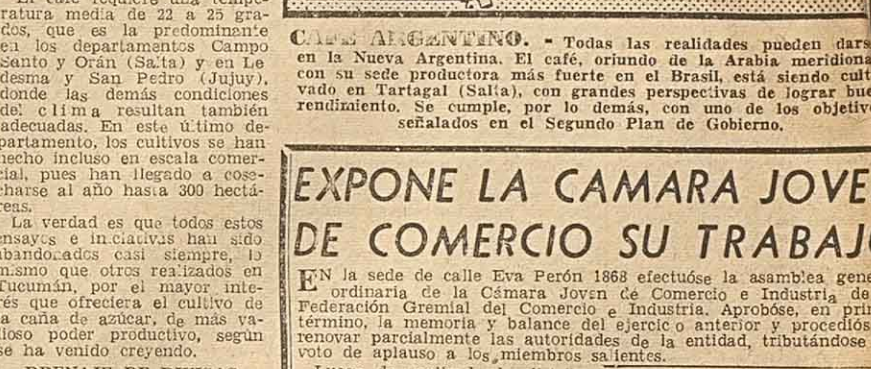 ratura media de 22 a 25 gra-
dos, que es la predominante
en los departamentos Campo
Santo y Orán (Salta) y en Le
desma y San Pedro (Jujuy),
donde las demás condiciones
del clima resultan también
adecuadas. En este último de-
partamento, los cultivos se han
hecho incluso en escala comer-
cial, pues han llegado a cose-
charse al año hasta 300 hectá-
reas.
La verdad es que todos estos
ensayos e iniciativas han sido
abandonados casi siempre, lo
mismo que otros realizados en
Tucumán, por el mayor inte-
rés que ofreciera el cultivo de
la caña de azúcar, de más va-
lioso poder productivo, según
se ha venido creyendo.
CAFE ARGENTINO. - Todas las realidades pueden dars
en la Nueva Argentina. El café, oriundo de la Arabia meridiona
con su sede productora más fuerte en el Brasil, está siendo cult
vado en Tartagal (Salta), con grandes perspectivas de lograr bue
rendimiento. Se cumple, por lo demás, con uno de los objetiv
señalados en el Segundo Plan de Gobierno.
EXPONE LA CAMARA JOVE
DE COMERCIO SU TRABAJO
EN la sede de calle Eva Perón 1868 efectuóse la asamblea gene
ordinaria de la Cámara Joven de Comercio e Industria de
Federación Gremial del Comercio e Industria. Aprobóse, en prin
término, la memoria y balance del ejercicio anterior y procediós
renovar parcialmente las autoridades de la entidad, tributándose
voto de aplauso a los miembros salientes.